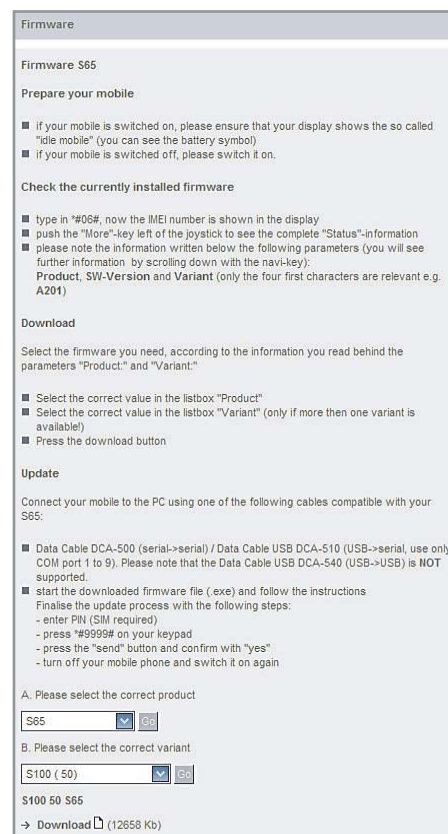 Firmware
Firmware S65
Prepare your mobile
if your mobile is switched on, please ensure that your display shows the so called
"idle mobile" (you can see the battery symbol)
if your mobile is switched off, please switch it on.
Check the currently installed firmware
type in *#06#, now the IMEI number is shown in the display
push the "More"-key left of the joystick to see the complete "Status"-information
please note the information written below the following parameters (you will see
further information by scrolling down with the navi-key):
Product, SW-Version and Variant (only the four first characters are relevant e.g.
A201)
Download
Select the firmware you need, according to the information you read behind the
parameters "Product:" and "Variant:"
Select the correct value in the listbox "Product"
Select the correct value in the listbox "Variant" (only if more then one variant is
available!)
Press the download button
Update
Connect your mobile to the PC using one of the following cables compatible with your
S65:
Data Cable DCA-500 (serial->serial) / Data Cable USB DCA-510 (USB->serial, use only
COM port 1 to 9). Please note that the Data Cable USB DCA-540 (USB->USB) is NOT
supported.
start the downloaded firmware file (.exe) and follow the instructions
Finalise the update process with the following steps:
- enter PIN (SIM required)
- press *#9999# on your keypad
- press the "send" button and confirm with "yes"
- turn off your mobile phone and switch it on again
A. Please select the correct product
S65 Go
B. Please select the correct variant
S100 ( 50) Go
S100 50 S65
→ Download (12658 Kb)